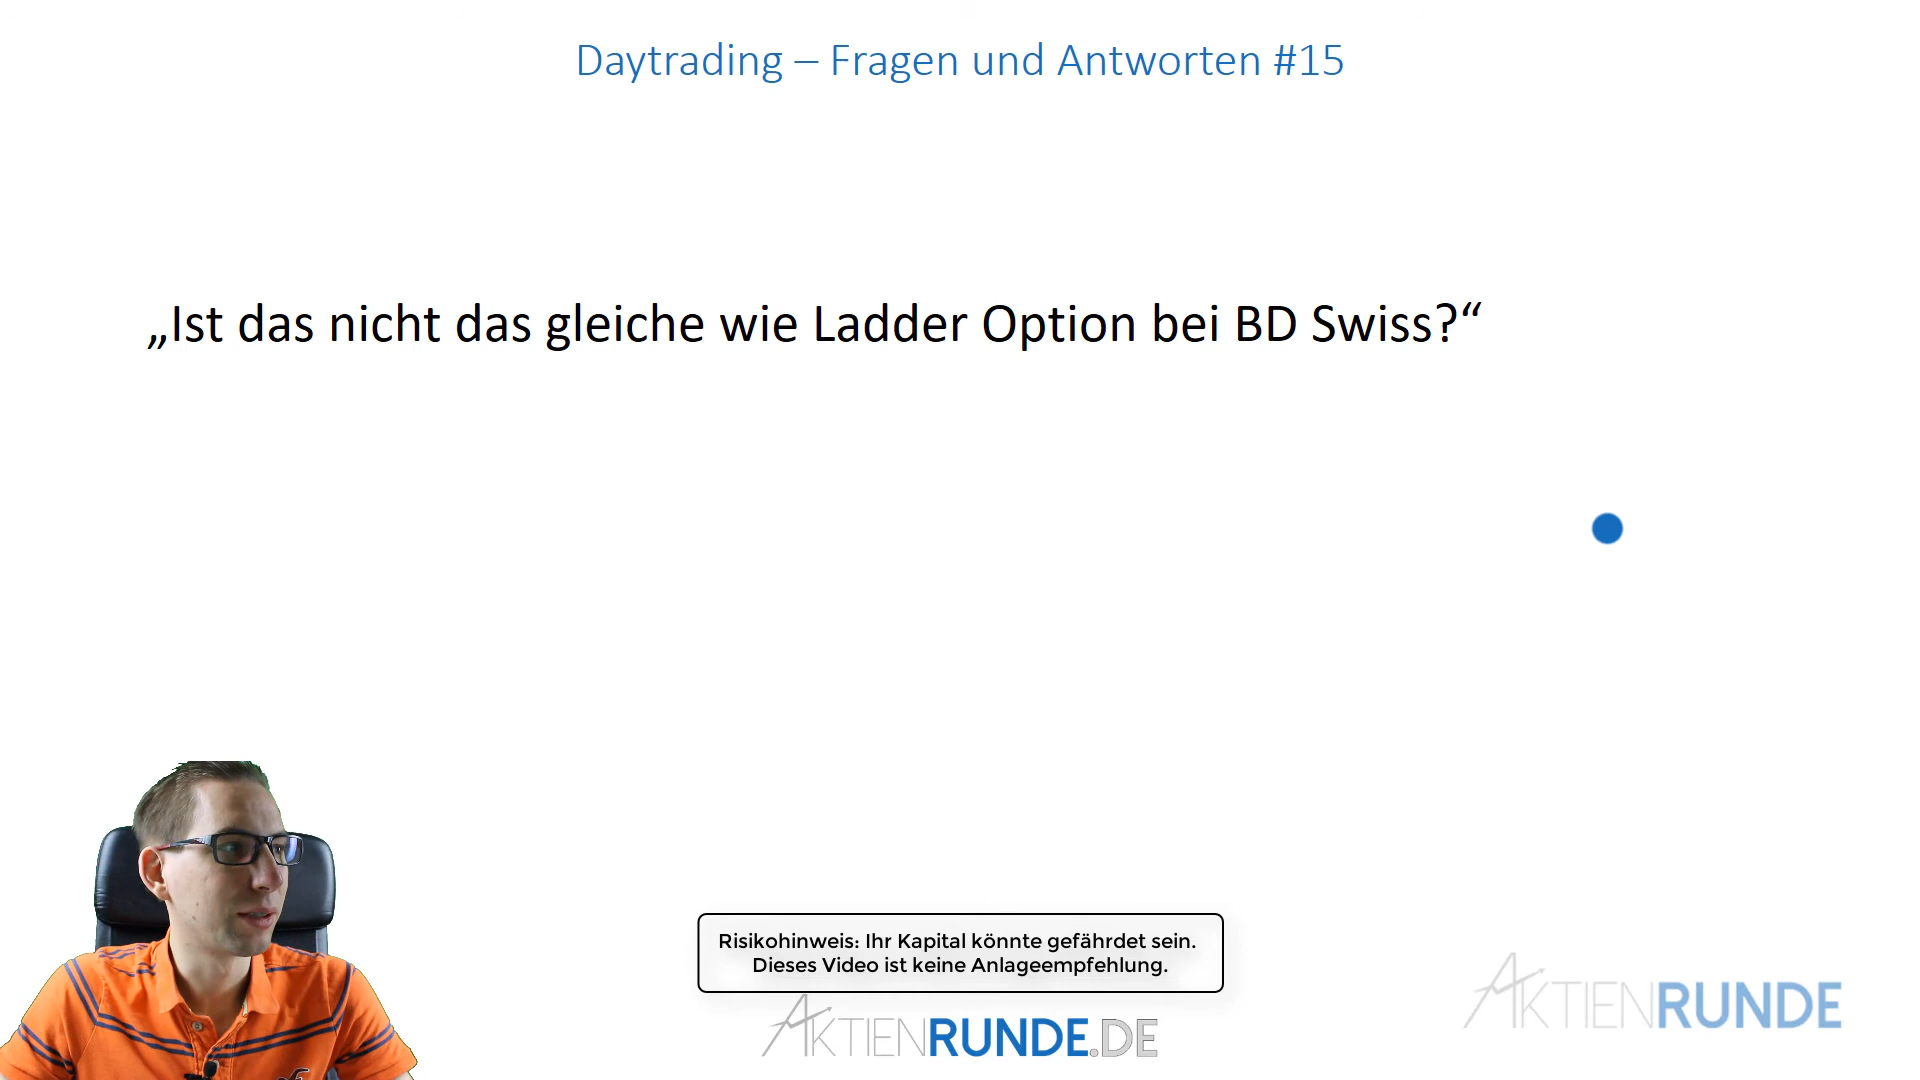 Daytrading – Fragen und Antworten #15
„Ist das nicht das gleiche wie Ladder Option bei BD Swiss?“
Risikohinweis: Ihr Kapital könnte gefährdet sein.
Dieses Video ist keine Anlageempfehlung.
AKTIENRUNDE.DE
AKTIENRUNDE